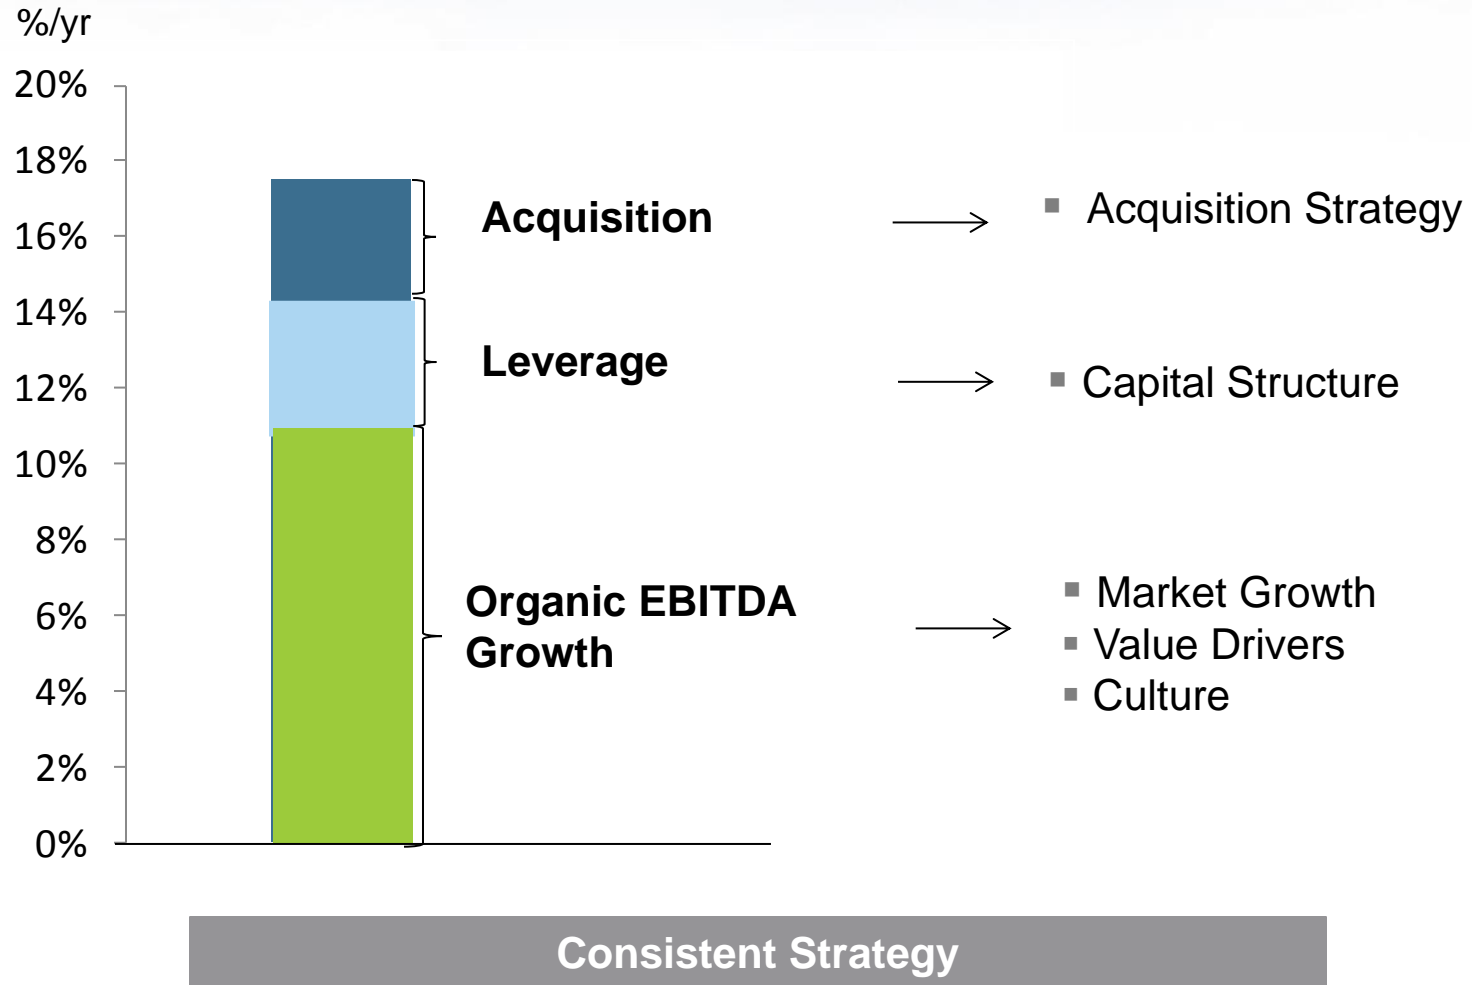 %/yr
20%
18%
16%
14%
12%
10%
8%
6%
4%
2%
0%
Acquisition
▪ Acquisition Strategy
Leverage
▪ Capital Structure
Organic EBITDA
Growth
▪ Market Growth
▪ Value Drivers
▪ Culture
Consistent Strategy